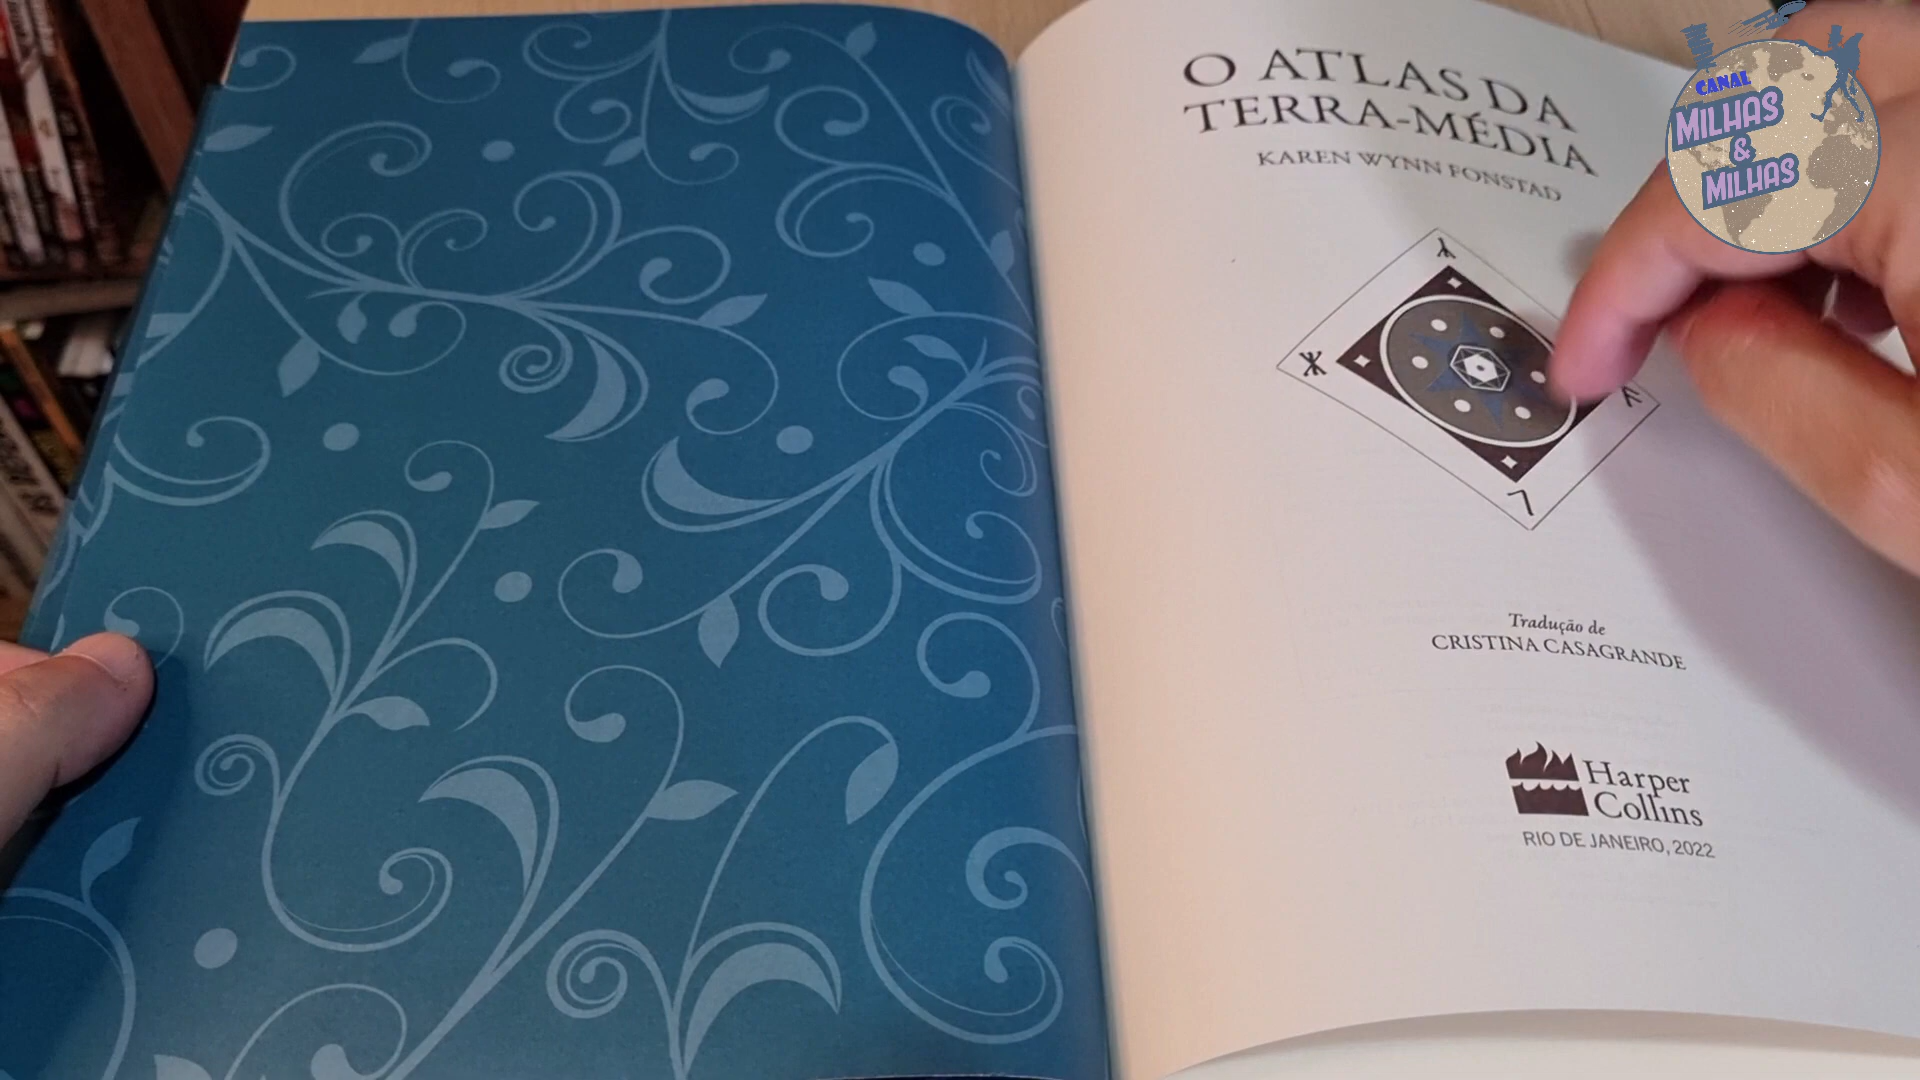 O ATLAS DA
TERRA-MÉDIA
KAREN WYNN FONSTAD
Tradução de
CRISTINA CASAGRANDE
Harper
Collins
RIO DE JANEIRO, 2022
CANAL
MILHAS
&
MILHAS